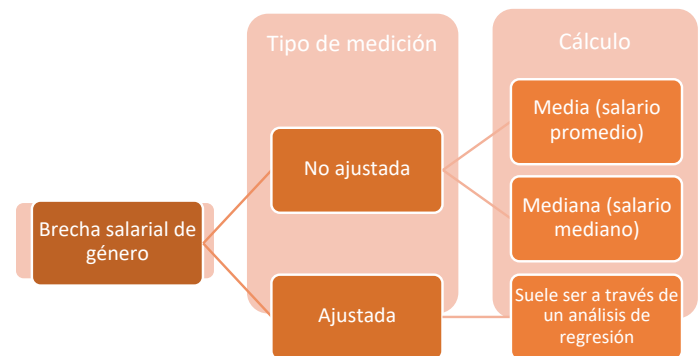 Tipo de medición
Cálculo
Media (salario
promedio)
No ajustada
Mediana (salario
mediano)
Brecha salarial de
género
Ajustada
Suele ser a través de
un análisis de
regresión